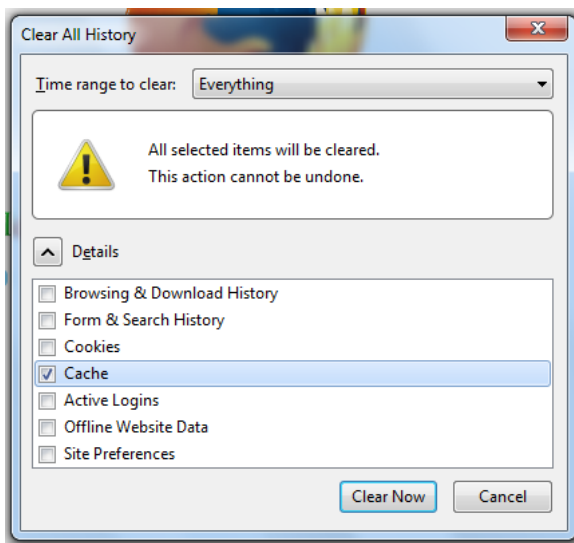 Clear All History
Time range to clear: Everything
All selected items will be cleared.
This action cannot be undone.
Details
Browsing & Download History
Form & Search History
Cookies
Cache
Active Logins
Offline Website Data
Site Preferences
Clear Now Cancel